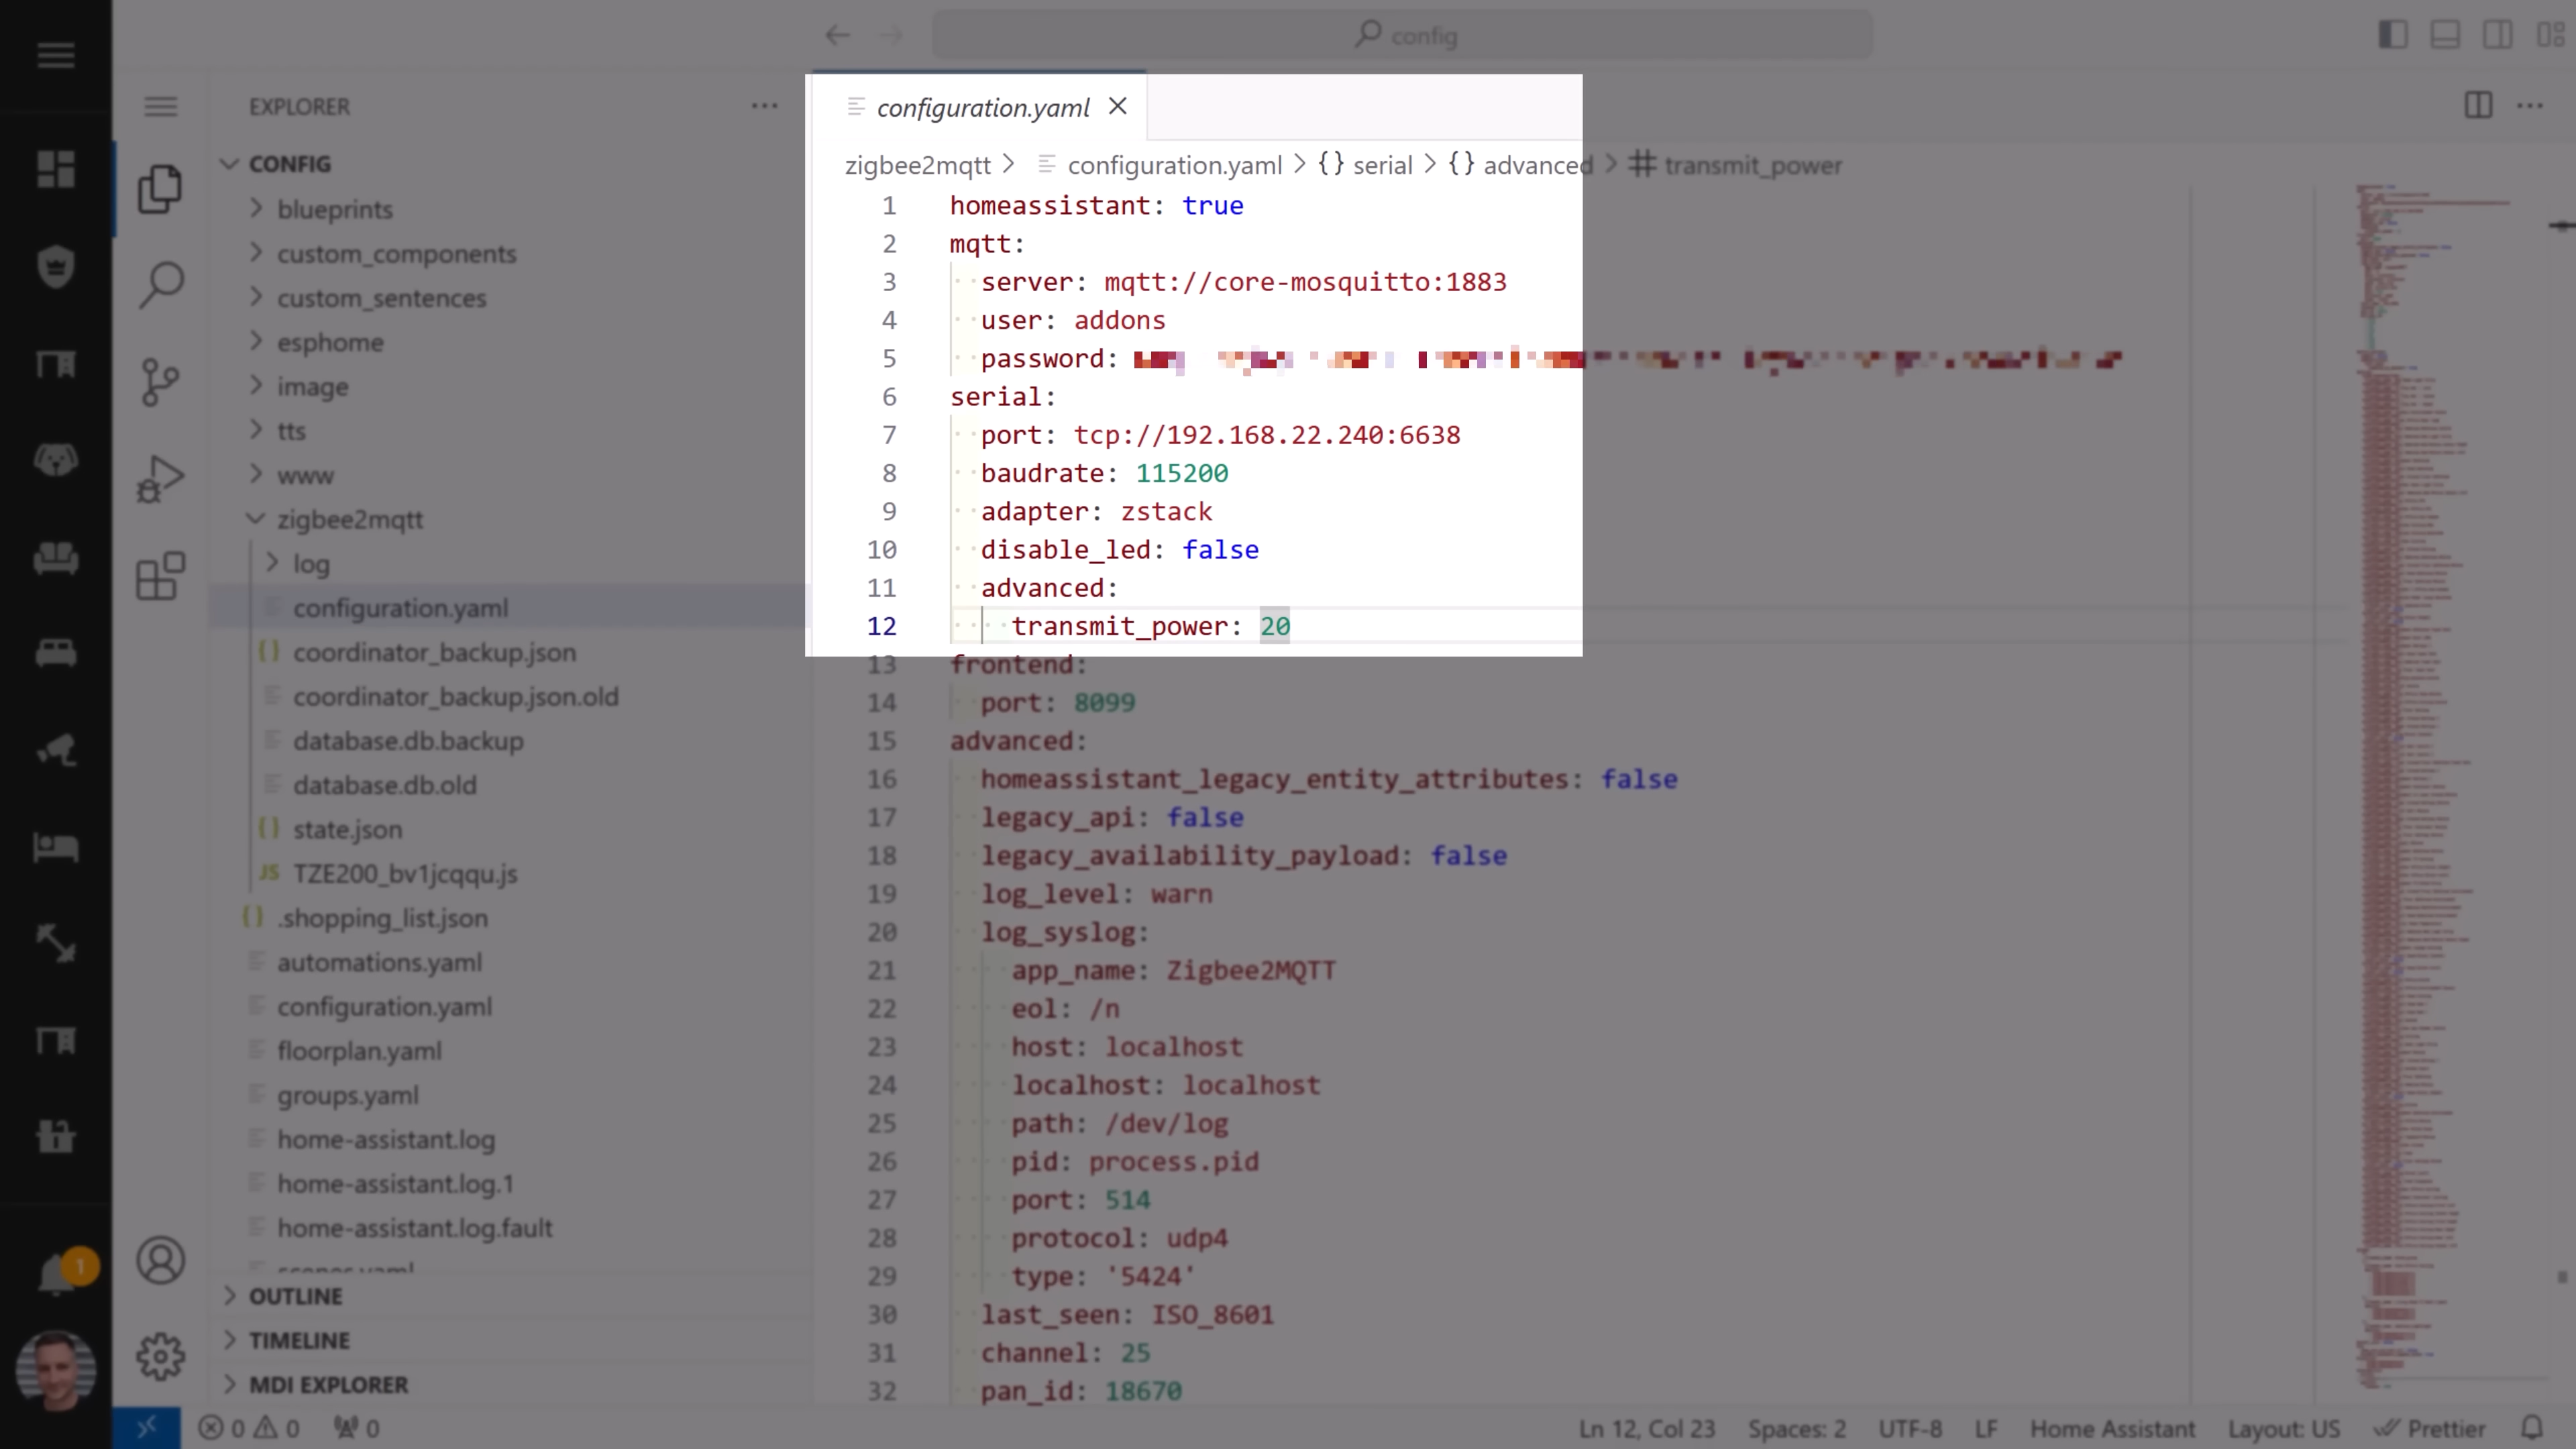 config
EXPLORER
CONFIG
blueprints
custom_components
custom_sentences
esphome
image
tts
www
zigbee2mqtt
log
configuration.yaml
coordinator_backup.json
coordinator_backup.json.old
database.db.backup
database.db.old
state.json
JS TZE200_bv1jcqqu.js
.shopping_list.json
automations.yaml
configuration.yaml
floorplan.yaml
groups.yaml
home-assistant.log
home-assistant.log.1
home-assistant.log.fault
scenes.yaml
OUTLINE
TIMELINE
MDI EXPLORER
1
configuration.yaml
zigbee2mqtt > configuration.yaml > {} serial > {} advanced > # transmit_power
1 homeassistant: true
2 mqtt:
3 server: mqtt://core-mosquitto:1883
4 user: addons
5 password:
6 serial:
7 port: tcp://192.168.22.240:6638
8 baudrate: 115200
9 adapter: zstack
10 disable_led: false
11 advanced:
12 transmit_power: 20
13 frontend:
14 port: 8099
15 advanced:
16 homeassistant_legacy_entity_attributes: false
17 legacy_api: false
18 legacy_availability_payload: false
19 log_level: warn
20 log_syslog:
21 app_name: Zigbee2MQTT
22 eol: /n
23 host: localhost
24 localhost: localhost
25 path: /dev/log
26 pid: process.pid
27 port: 514
28 protocol: udp4
29 type: '5424'
30 last_seen: ISO_8601
31 channel: 25
32 pan_id: 18670
0 0 0 Ln 12, Col 23 Spaces: 2 UTF-8 LF Home Assistant Layout: US Prettier